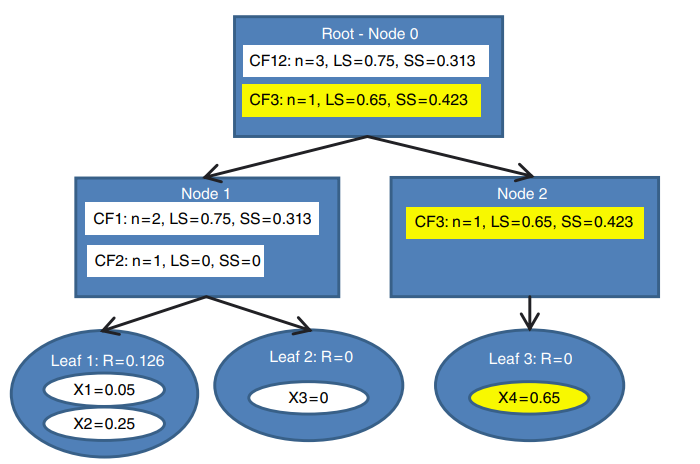 Root - Node 0
CF12: n=3, LS=0.75, SS=0.313
CF3: n=1, LS=0.65, SS=0.423
Node 1
CF1: n=2, LS=0.75, SS=0.313
CF2: n=1, LS=0, SS=0
Node 2
CF3: n=1, LS=0.65, SS=0.423
Leaf 1: R=0.126
X1=0.05
X2=0.25
Leaf 2: R=0
X3=0
Leaf 3: R=0
X4=0.65